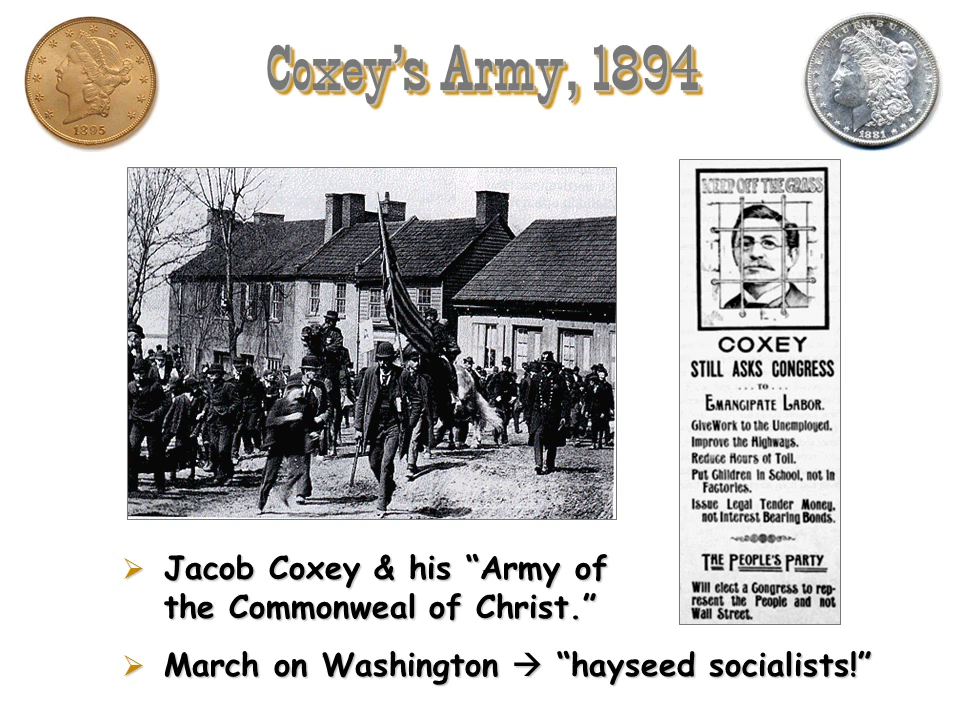 Coxey's Army, 1894
1895
1881
KEEP OFF THE GRASS
COXEY
STILL ASKS CONGRESS
...TO...
EMANCIPATE LABOR.
Give Work to the Unemployed.
Improve the Highways.
Reduce Hours of Toil.
Put Children in School, not in
Factories.
Issue Legal Tender Money,
not Interest Bearing Bonds.
THE PEOPLE'S PARTY
Will elect a Congress to rep-
resent the People and not
Wall Street.
➢ Jacob Coxey & his “Army of
the Commonweal of Christ.”
➢ March on Washington → “hayseed socialists!”